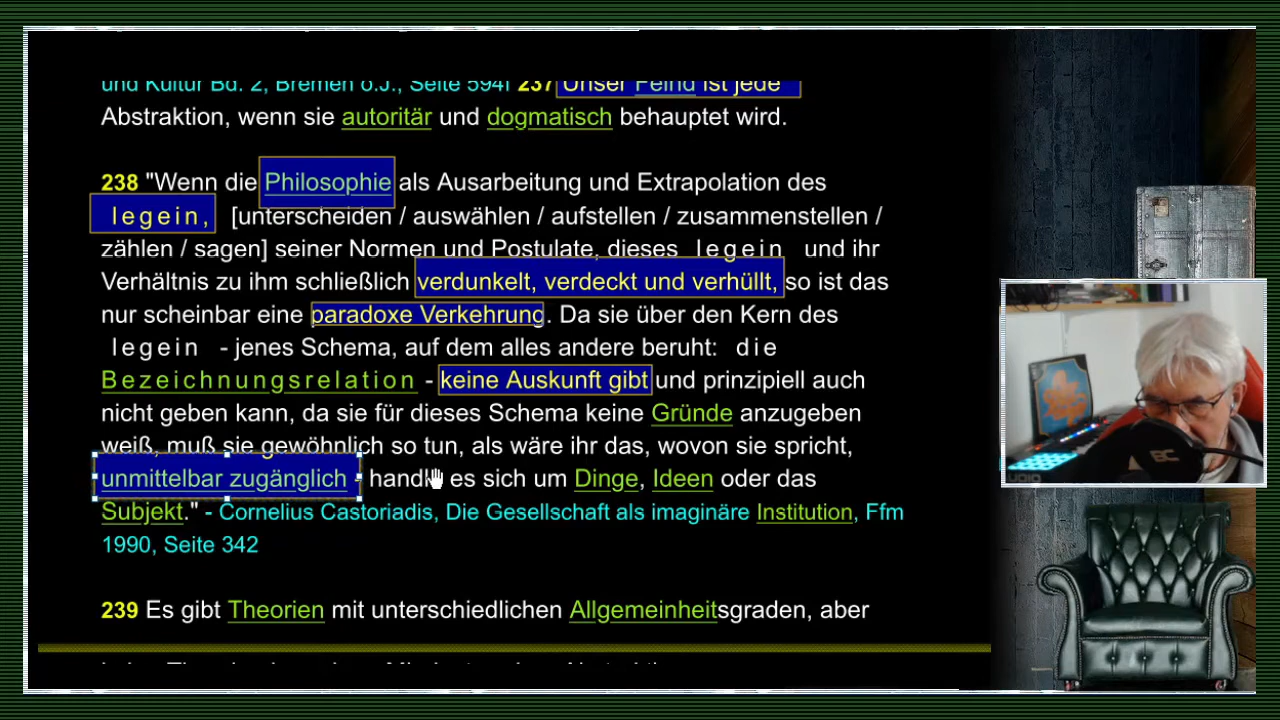 und Kultur Bd. 2, Bremen o.J., Seite 594f 237 Unser Feind ist jede
Abstraktion, wenn sie autoritär und dogmatisch behauptet wird.
238 "Wenn die Philosophie als Ausarbeitung und Extrapolation des
legein, [unterscheiden / auswählen / aufstellen / zusammenstellen /
zählen / sagen] seiner Normen und Postulate, dieses legein und ihr
Verhältnis zu ihm schließlich verdunkelt, verdeckt und verhüllt, so ist das
nur scheinbar eine paradoxe Verkehrung. Da sie über den Kern des
legein - jenes Schema, auf dem alles andere beruht: die
Bezeichnungsrelation - keine Auskunft gibt und prinzipiell auch
nicht geben kann, da sie für dieses Schema keine Gründe anzugeben
weiß, muß sie gewöhnlich so tun, als wäre ihr das, wovon sie spricht,
unmittelbar zugänglich - handle es sich um Dinge, Ideen oder das
Subjekt." - Cornelius Castoriadis, Die Gesellschaft als imaginäre Institution, Ffm
1990, Seite 342
239 Es gibt Theorien mit unterschiedlichen Allgemeinheitsgraden, aber